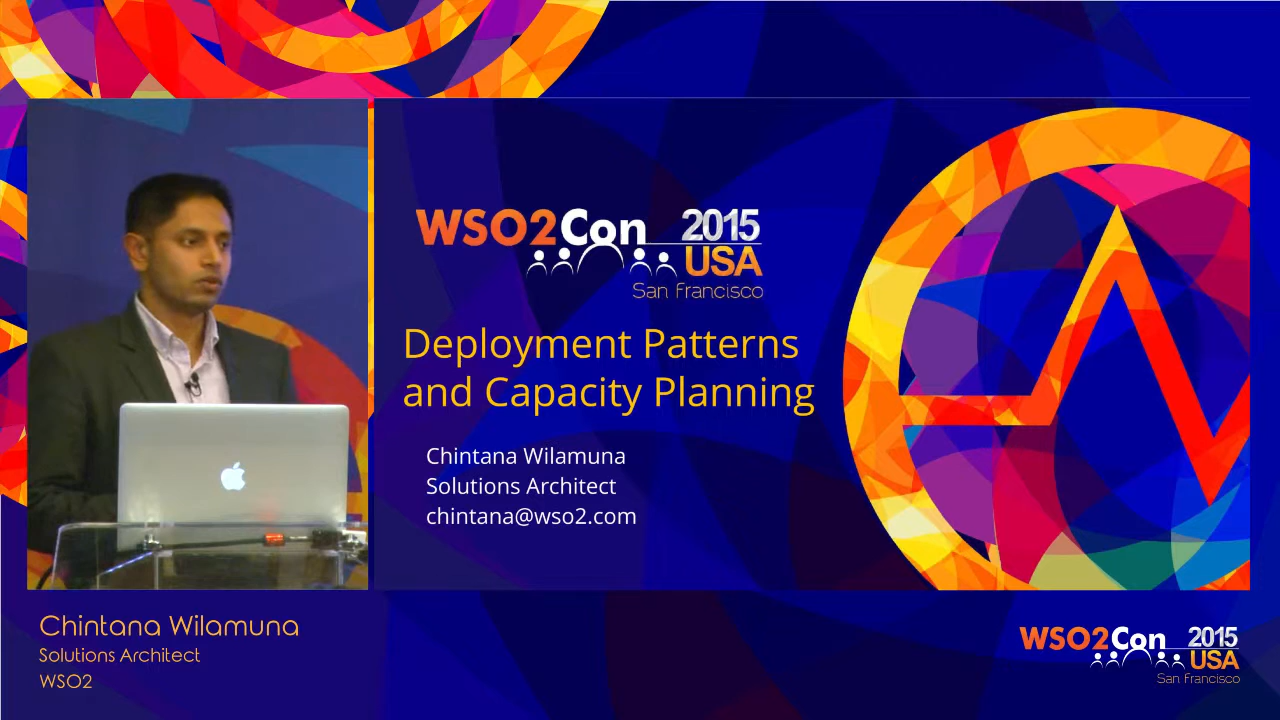 WSO2Con 2015
USA
San Francisco
Deployment Patterns
and Capacity Planning
Chintana Wilamuna
Solutions Architect
chintana@wso2.com
Chintana Wilamuna
Solutions Architect
WSO2
WSO2Con 2015
USA
San Francisco